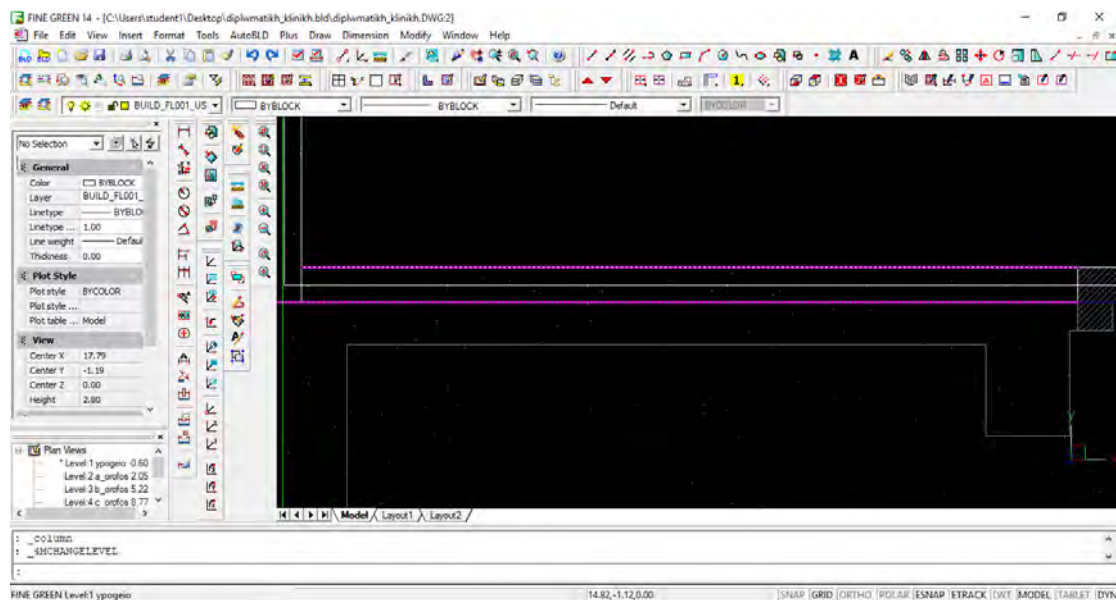 FINE GREEN 14 - [C:\Users\student1\Desktop\diplwmatikh_klinikh.bld\diplwmatikh_klinikh.DWG:2]
File Edit View Insert Format Tools AutoBLD Plus Draw Dimension Modify Window Help
BUILD_FL001_US BYBLOCK BYBLOCK Default BYCOLOR
No Selection
General
Color BYBLOCK
Layer BUILD_FL001_
Linetype BYBLO
Linetype ... 1.00
Line weight Defaul
Thickness 0.00
Plot Style
Plot style BYCOLOR
Plot style ...
Plot table ... Model
View
Center X 17.79
Center Y -1.19
Center Z 0.00
Height 2.80
Plan Views
* Level:1 ypogeio -0.60
Level:2 a_orofos 2.05
Level:3 b_orofos 5.22
Level:4 c_orofos 8.77
Model Layout1 Layout2
: _column
: _4MCHANGELEVEL
:
FINE GREEN Level:1 ypogeio 14.82,-1.12,0.00 SNAP GRID ORTHO POLAR ESNAP ETRACK LWT MODEL TABLET DYN